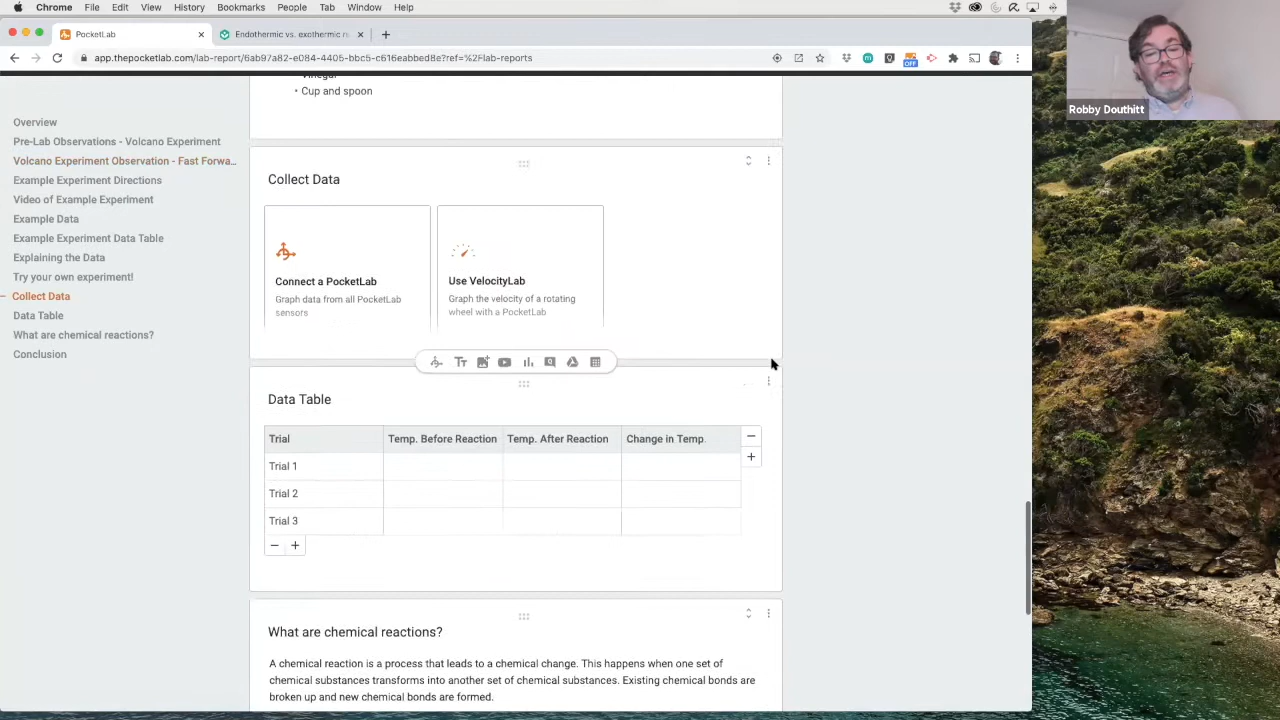 Chrome File Edit View History Bookmarks People Tab Window Help
PocketLab
Endothermic vs. exothermic r
app.thepocketlab.com/lab-report/6ab97a82-e084-4405-bbc5-c616eabbed8e?ref=%2Flab-reports
OFF
Robby Douthitt
Overview
Pre-Lab Observations - Volcano Experiment
Volcano Experiment Observation - Fast Forwa...
Example Experiment Directions
Video of Example Experiment
Example Data
Example Experiment Data Table
Explaining the Data
Try your own experiment!
Collect Data
Data Table
What are chemical reactions?
Conclusion
Vinegar
• Cup and spoon
Collect Data
Connect a PocketLab
Graph data from all PocketLab
sensors
Use VelocityLab
Graph the velocity of a rotating
wheel with a PocketLab
Data Table
Trial Temp. Before Reaction Temp. After Reaction Change in Temp.
Trial 1
Trial 2
Trial 3
What are chemical reactions?
A chemical reaction is a process that leads to a chemical change. This happens when one set of
chemical substances transforms into another set of chemical substances. Existing chemical bonds are
broken up and new chemical bonds are formed.